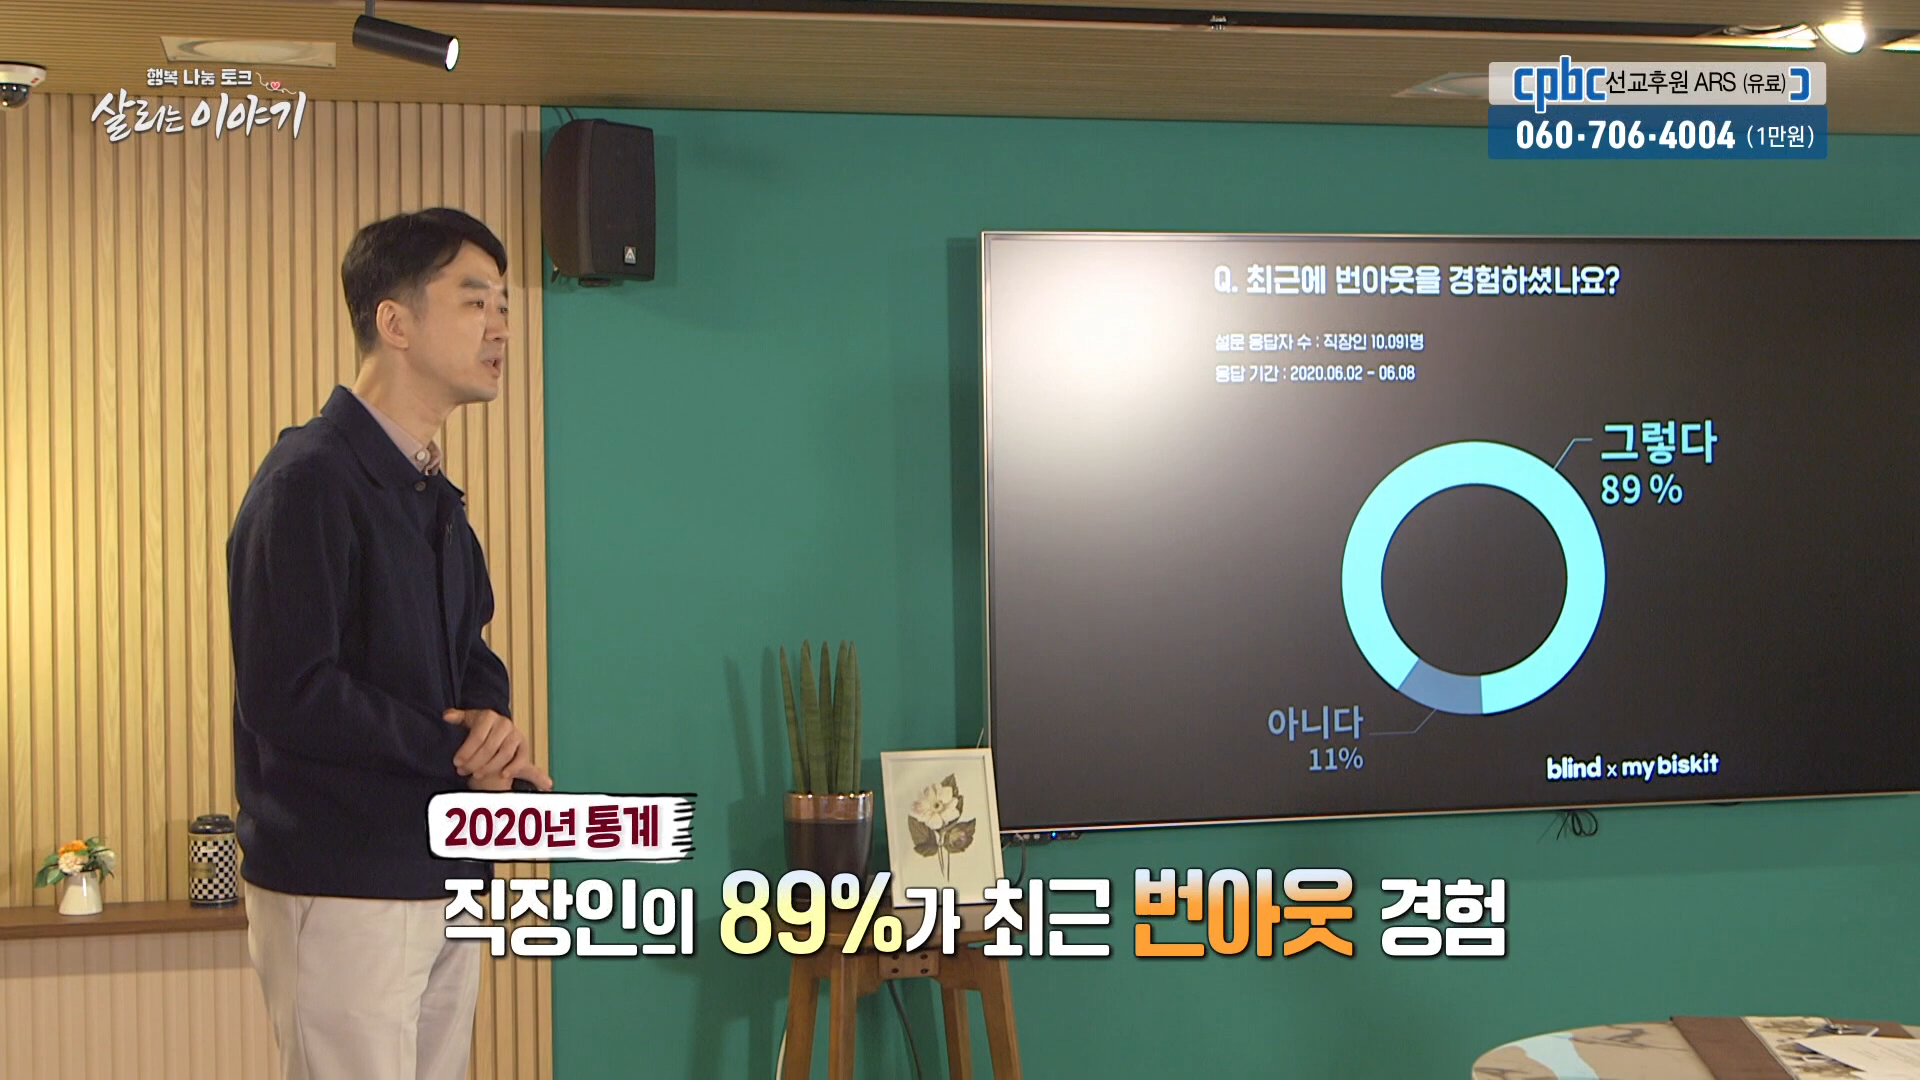 행복 나눔 토크
살리는 이야기
cpbc 선교후원 ARS (유료)
060·706·4004 (1만원)
Q. 최근에 번아웃을 경험하셨나요?
설문 응답자 수 : 직장인 10.091명
응답 기간 : 2020.06.02 - 06.08
그렇다
89 %
아니다
11%
blind x my biskit
2020년 통계
직장인의 89%가 최근 번아웃 경험